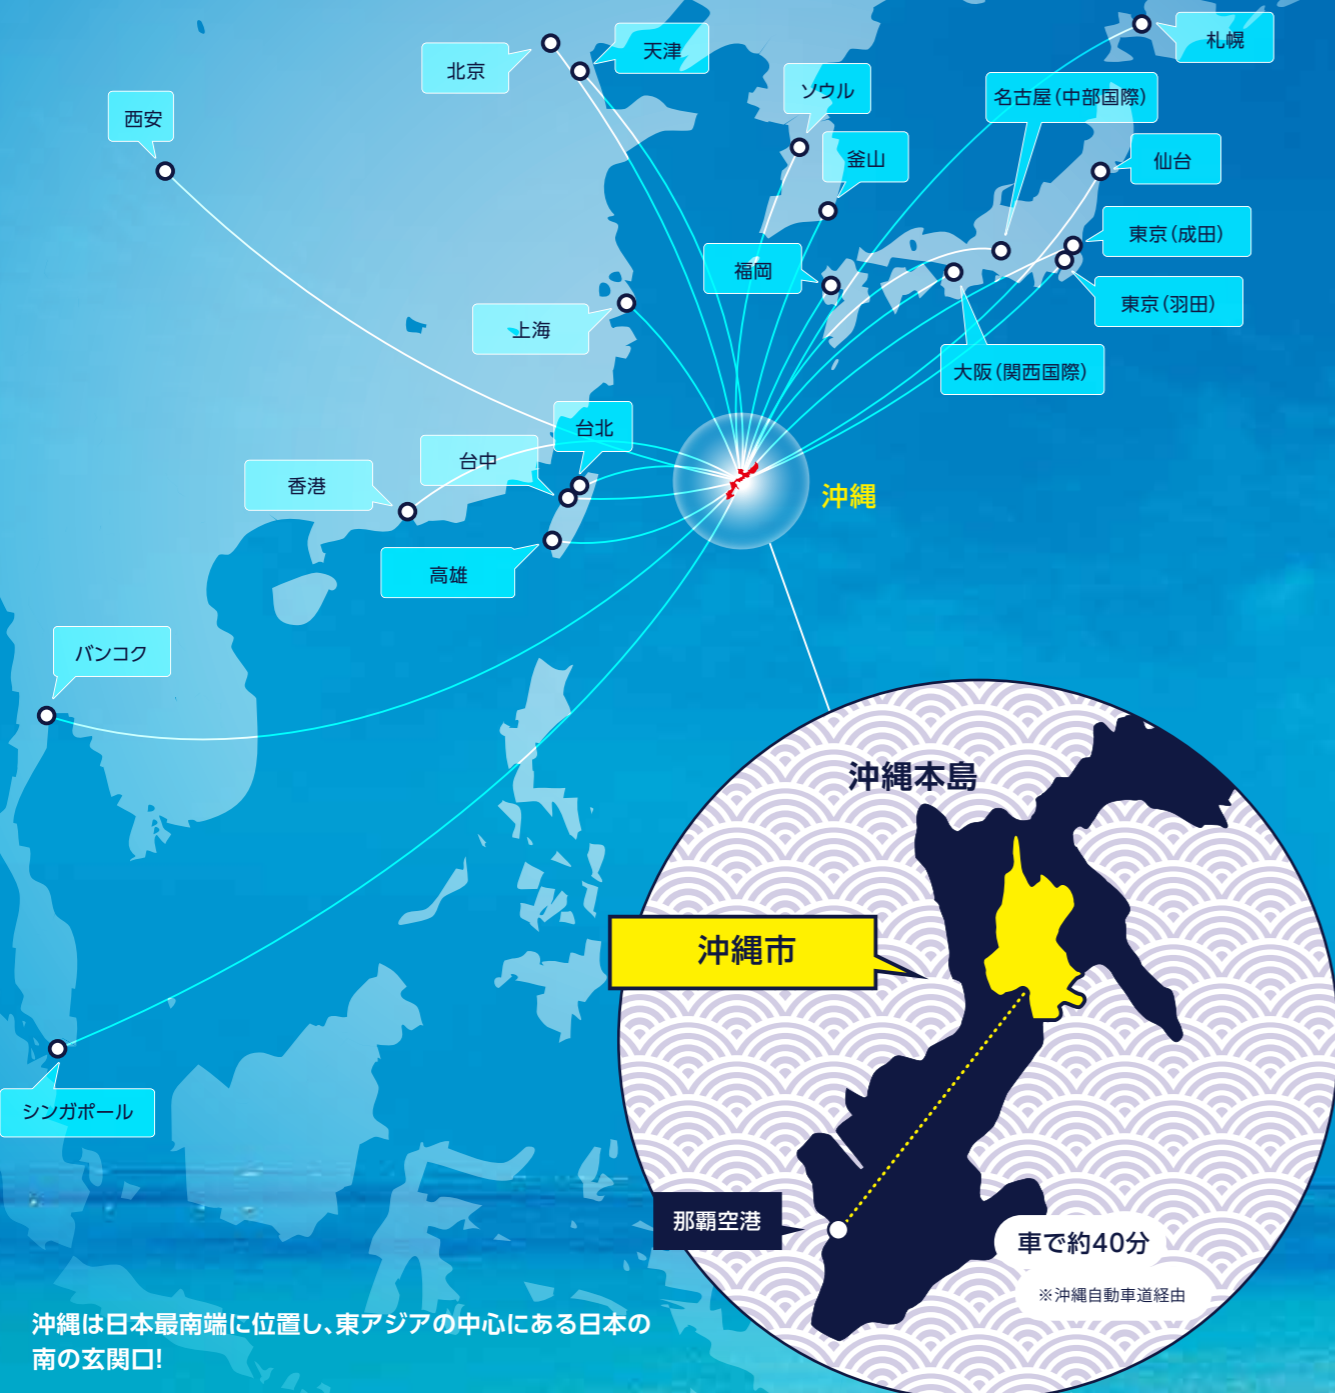 北京
天津
札幌
西安
ソウル
名古屋(中部国際)
釜山
仙台
東京(成田)
福岡
東京(羽田)
上海
大阪(関西国際)
台北
台中
香港
沖縄
高雄
バンコク
シンガポール
沖縄本島
沖縄市
那覇空港
車で約40分
※沖縄自動車道経由
沖縄は日本最南端に位置し、東アジアの中心にある日本の
南の玄関口!